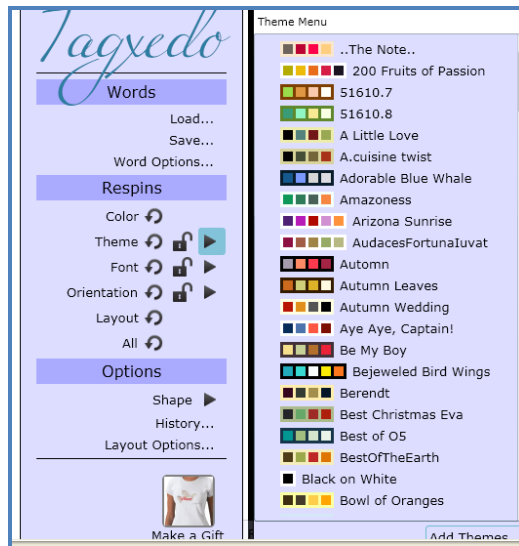 Tagxedo
Words
Load...
Save...
Word Options...
Respins
Color
Theme
Font
Orientation
Layout
All
Options
Shape
History...
Layout Options...
Make a Gift
Theme Menu
..The Note..
200 Fruits of Passion
51610.7
51610.8
A Little Love
A.cuisine twist
Adorable Blue Whale
Amazoness
Arizona Sunrise
AudacesFortunaIuvat
Automn
Autumn Leaves
Autumn Wedding
Aye Aye, Captain!
Be My Boy
Bejeweled Bird Wings
Berendt
Best Christmas Eva
Best of O5
BestOfTheEarth
Black on White
Bowl of Oranges
Add Themes